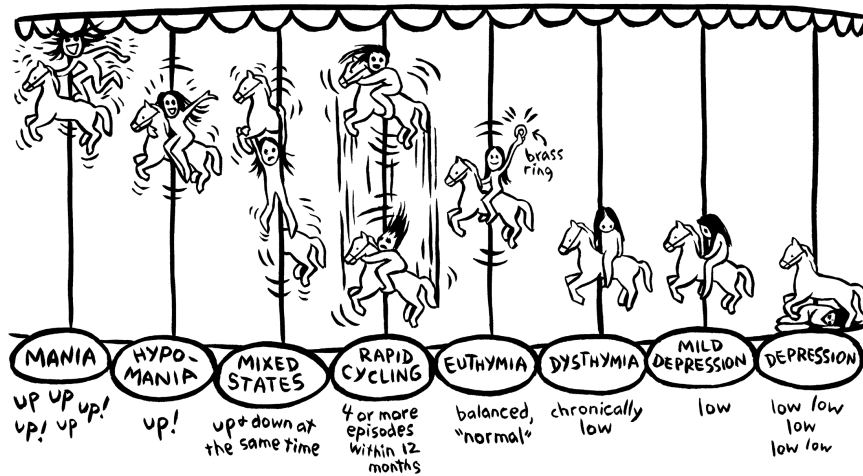 brass
ring
MANIA
up up up!
up! up
HYPO-
MANIA
up!
MIXED
STATES
up + down at
the same time
RAPID
CYCLING
4 or more
episodes
within 12
months
EUTHYMIA
balanced,
"normal"
DYSTHYMIA
chronically
low
MILD
DEPRESSION
low
DEPRESSION
low low
low
low low